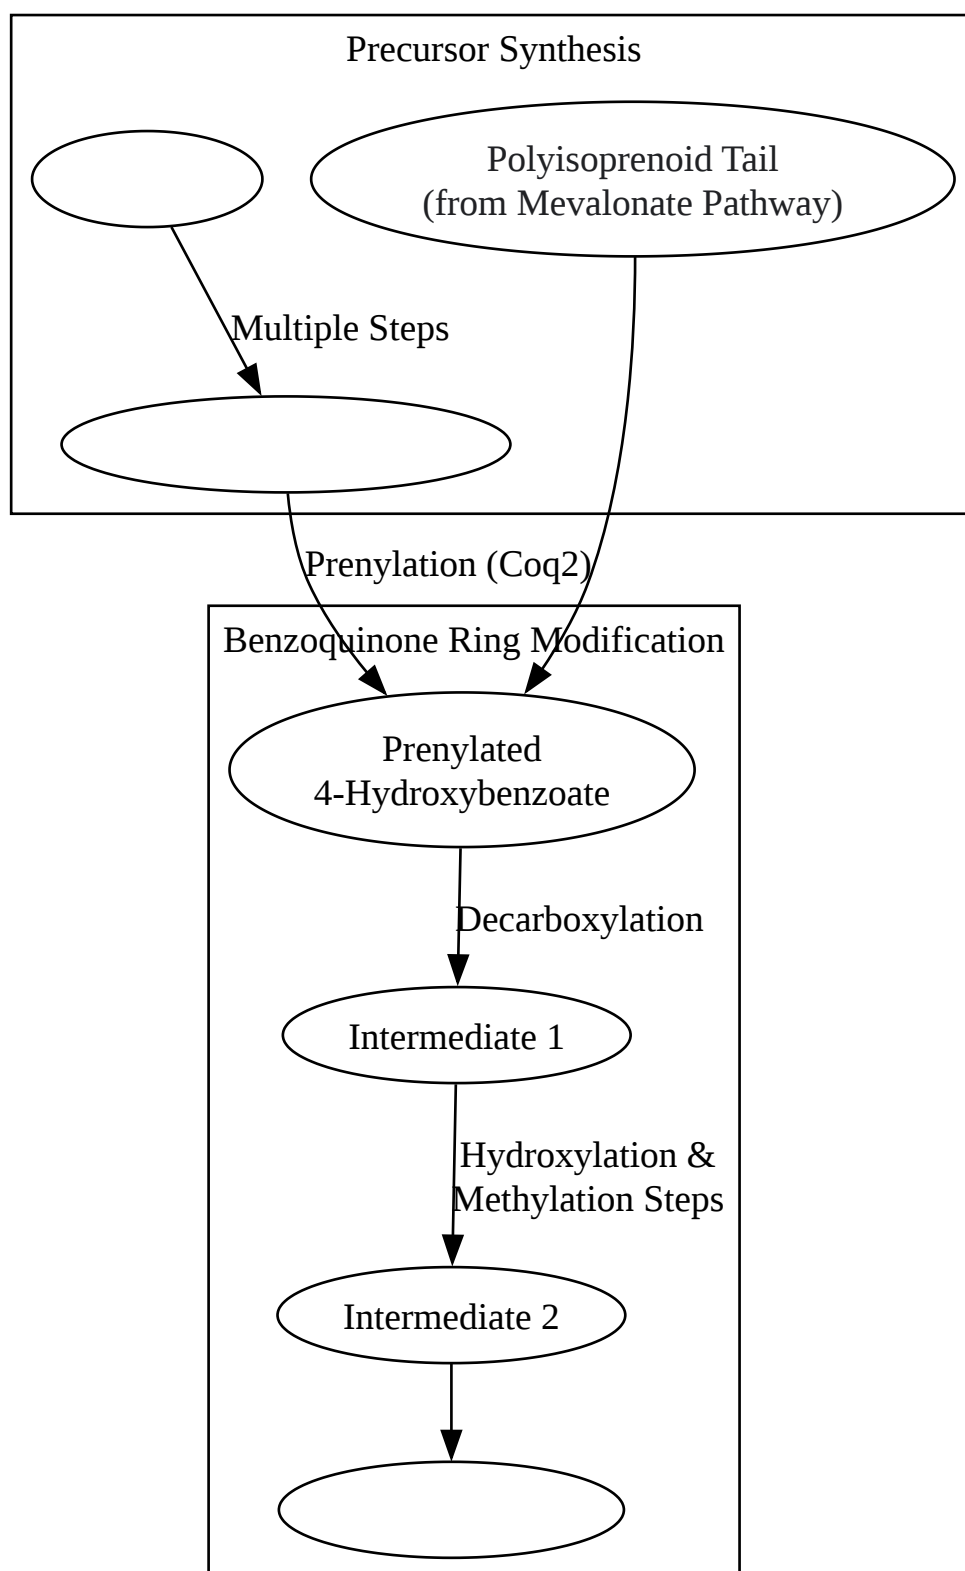 Precursor Synthesis
Polyisoprenoid Tail
(from Mevalonate Pathway)
Multiple Steps
Prenylation (Coq2)
Benzoquinone Ring Modification
Prenylated
4-Hydroxybenzoate
Decarboxylation
Intermediate 1
Hydroxylation &
Methylation Steps
Intermediate 2